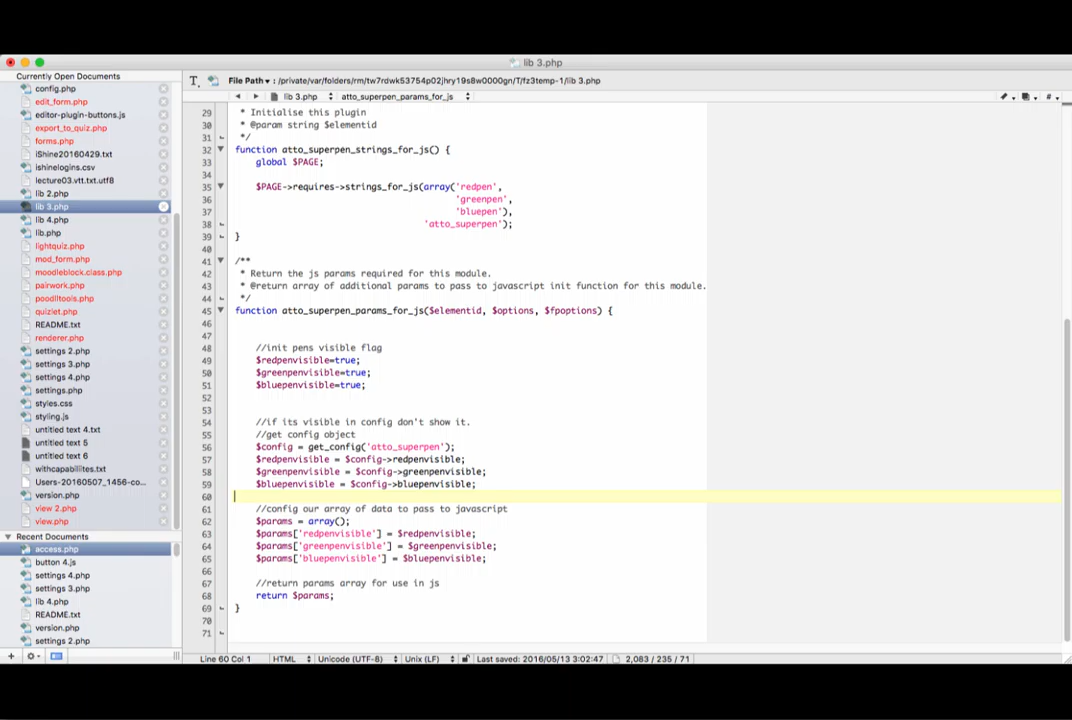 lib 3.php
Currently Open Documents
config.php
edit_form.php
editor-plugin-buttons.js
export_to_quiz.php
forms.php
iShine20160429.txt
ishinelogins.csv
lecture03.vtt.txt.utf8
lib 2.php
lib 3.php
lib 4.php
lib.php
lightquiz.php
mod_form.php
moodleblock.class.php
pairwork.php
poodlltools.php
quizlet.php
README.txt
renderer.php
settings 2.php
settings 3.php
settings 4.php
settings.php
styles.css
styling.js
untitled text 4.txt
untitled text 5
untitled text 6
withcapabilites.txt
Users-20160507_1456-co...
version.php
view 2.php
view.php
Recent Documents
access.php
button 4.js
settings 4.php
settings 3.php
lib 4.php
README.txt
version.php
settings 2.php
File Path ▾ : /private/var/folders/rm/tw7rdwk53754p02jhry19s8w0000gn/T/fz3temp-1/lib 3.php
lib 3.php atto_superpen_params_for_js
29 * Initialise this plugin
30 * @param string $elementid
31 */
32 function atto_superpen_strings_for_js() {
33 global $PAGE;
34
35 $PAGE->requires->strings_for_js(array('redpen',
36 'greenpen',
37 'bluepen'),
38 'atto_superpen');
39 }
40
41 /**
42 * Return the js params required for this module.
43 * @return array of additional params to pass to javascript init function for this module.
44 */
45 function atto_superpen_params_for_js($elementid, $options, $fpoptions) {
46
47
48 //init pens visible flag
49 $redpenvisible=true;
50 $greenpenvisible=true;
51 $bluepenvisible=true;
52
53
54 //if its visible in config don't show it.
55 //get config object
56 $config = get_config('atto_superpen');
57 $redpenvisible = $config->redpenvisible;
58 $greenpenvisible = $config->greenpenvisible;
59 $bluepenvisible = $config->bluepenvisible;
60
61 //config our array of data to pass to javascript
62 $params = array();
63 $params['redpenvisible'] = $redpenvisible;
64 $params['greenpenvisible'] = $greenpenvisible;
65 $params['bluepenvisible'] = $bluepenvisible;
66
67 //return params array for use in js
68 return $params;
69 }
70
71
Line 60 Col 1 HTML Unicode (UTF-8) Unix (LF) Last saved: 2016/05/13 3:02:47 2,083 / 235 / 71